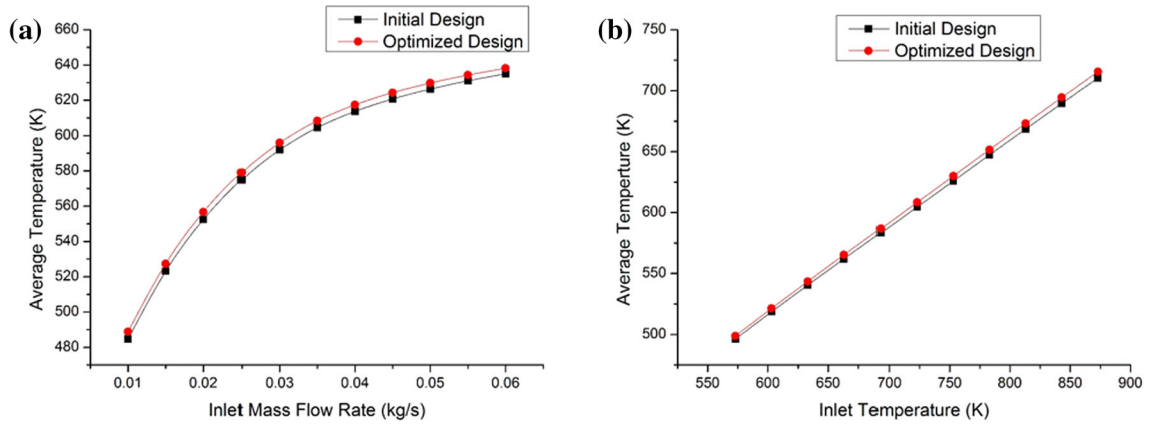 (a)
Initial Design
Optimized Design
660
640
620
600
580
560
540
520
500
480
Average Temperature (K)
0.01 0.02 0.03 0.04 0.05 0.06
Inlet Mass Flow Rate (kg/s)
(b)
Initial Design
Optimized Design
750
700
650
600
550
500
Average Temperture (K)
550 600 650 700 750 800 850 900
Inlet Temperature (K)